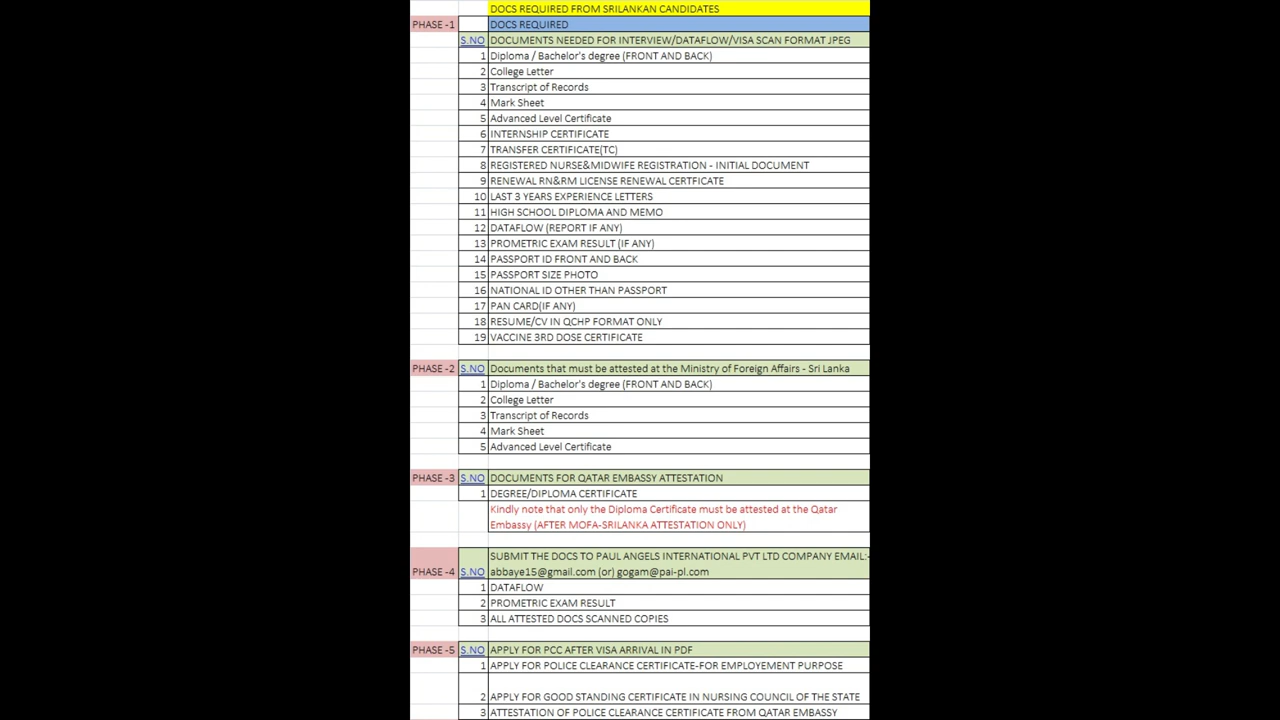 DOCS REQUIRED FROM SRILANKAN CANDIDATES
PHASE -1 DOCS REQUIRED
S.NO DOCUMENTS NEEDED FOR INTERVIEW/DATAFLOW/VISA SCAN FORMAT JPEG
1 Diploma / Bachelor's degree (FRONT AND BACK)
2 College Letter
3 Transcript of Records
4 Mark Sheet
5 Advanced Level Certificate
6 INTERNSHIP CERTIFICATE
7 TRANSFER CERTIFICATE(TC)
8 REGISTERED NURSE&MIDWIFE REGISTRATION - INITIAL DOCUMENT
9 RENEWAL RN&RM LICENSE RENEWAL CERTFICATE
10 LAST 3 YEARS EXPERIENCE LETTERS
11 HIGH SCHOOL DIPLOMA AND MEMO
12 DATAFLOW (REPORT IF ANY)
13 PROMETRIC EXAM RESULT (IF ANY)
14 PASSPORT ID FRONT AND BACK
15 PASSPORT SIZE PHOTO
16 NATIONAL ID OTHER THAN PASSPORT
17 PAN CARD(IF ANY)
18 RESUME/CV IN QCHP FORMAT ONLY
19 VACCINE 3RD DOSE CERTIFICATE
PHASE -2 S.NO Documents that must be attested at the Ministry of Foreign Affairs - Sri Lanka
1 Diploma / Bachelor's degree (FRONT AND BACK)
2 College Letter
3 Transcript of Records
4 Mark Sheet
5 Advanced Level Certificate
PHASE -3 S.NO DOCUMENTS FOR QATAR EMBASSY ATTESTATION
1 DEGREE/DIPLOMA CERTIFICATE
Kindly note that only the Diploma Certificate must be attested at the Qatar
Embassy (AFTER MOFA-SRILANKA ATTESTATION ONLY)
SUBMIT THE DOCS TO PAUL ANGELS INTERNATIONAL PVT LTD COMPANY EMAIL:-
PHASE -4 S.NO abbaye15@gmail.com (or) gogam@pai-pl.com
1 DATAFLOW
2 PROMETRIC EXAM RESULT
3 ALL ATTESTED DOCS SCANNED COPIES
PHASE -5 S.NO APPLY FOR PCC AFTER VISA ARRIVAL IN PDF
1 APPLY FOR POLICE CLEARANCE CERTIFICATE-FOR EMPLOYEMENT PURPOSE
2 APPLY FOR GOOD STANDING CERTIFICATE IN NURSING COUNCIL OF THE STATE
3 ATTESTATION OF POLICE CLEARANCE CERTIFICATE FROM QATAR EMBASSY